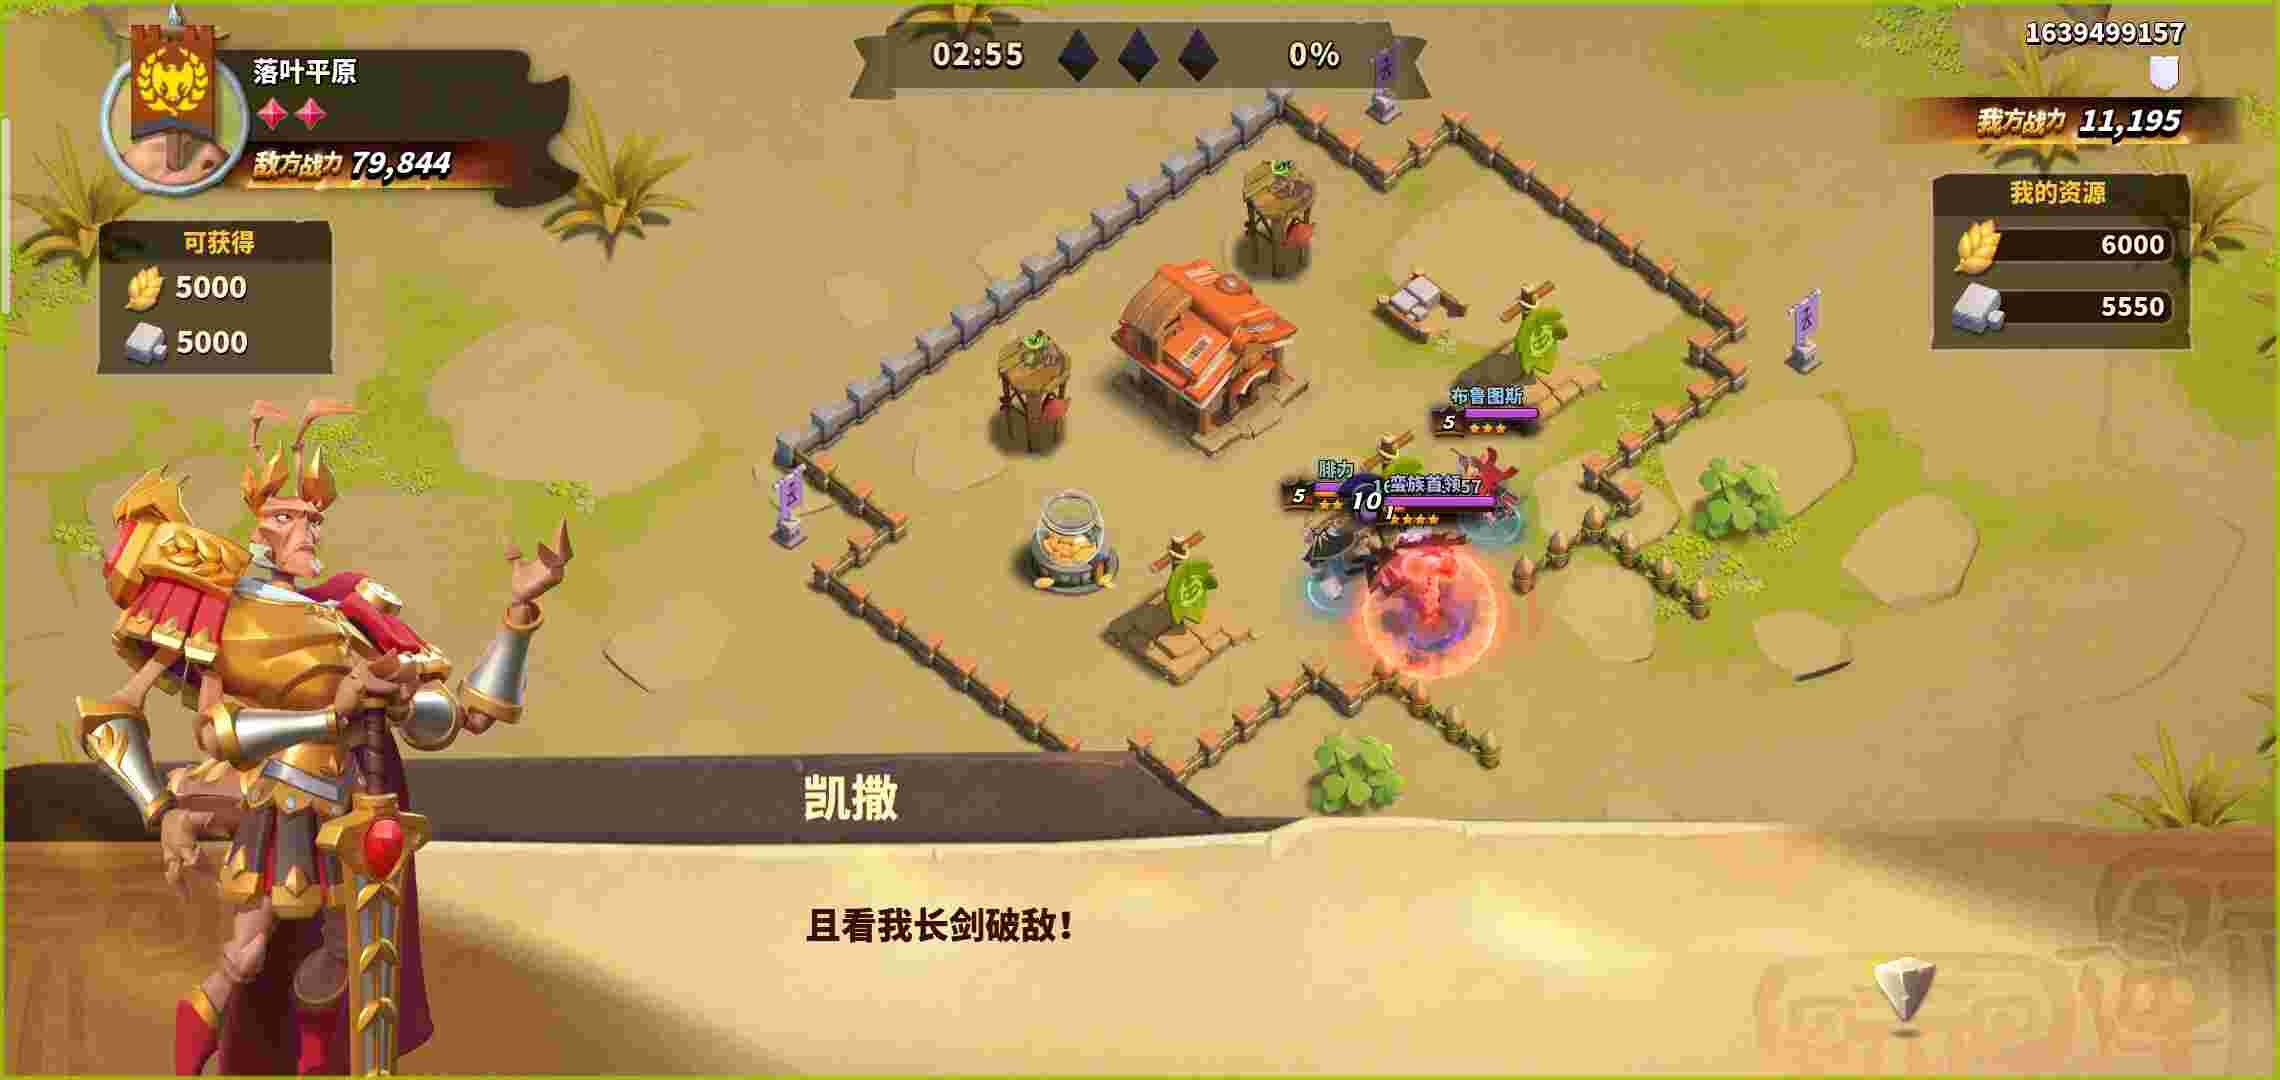 落叶平原
敌方战力 79,844
可获得
5000
5000
02:55
0%
1639499157
我方战力 11,195
我的资源
6000
5550
布鲁图斯
5
腓力
5
10
蛮族首领
凯撒
且看我长剑破敌！